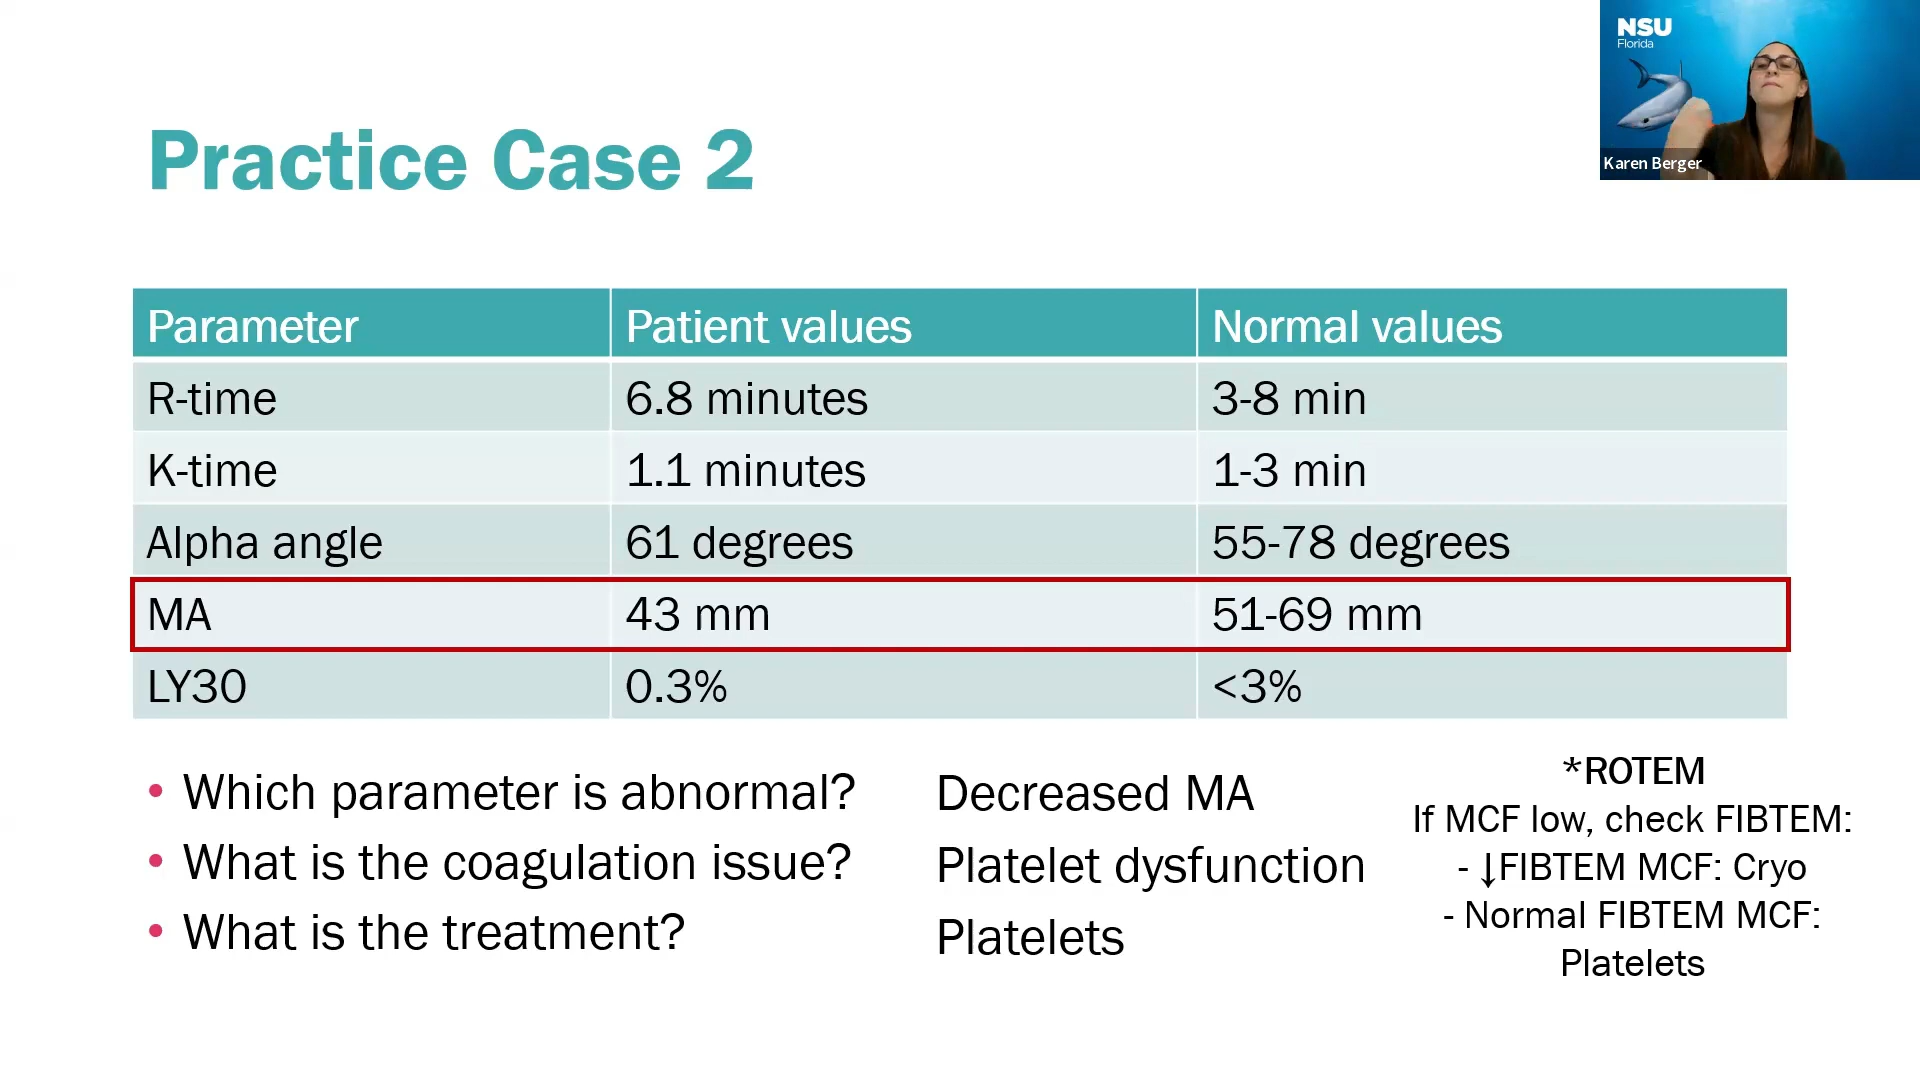 NSU
Florida
Karen Berger
Practice Case 2
Parameter Patient values Normal values
R-time 6.8 minutes 3-8 min
K-time 1.1 minutes 1-3 min
Alpha angle 61 degrees 55-78 degrees
MA 43 mm 51-69 mm
LY30 0.3% <3%
• Which parameter is abnormal? Decreased MA
• What is the coagulation issue? Platelet dysfunction
• What is the treatment? Platelets
*ROTEM
If MCF low, check FIBTEM:
- ↓FIBTEM MCF: Cryo
- Normal FIBTEM MCF:
Platelets